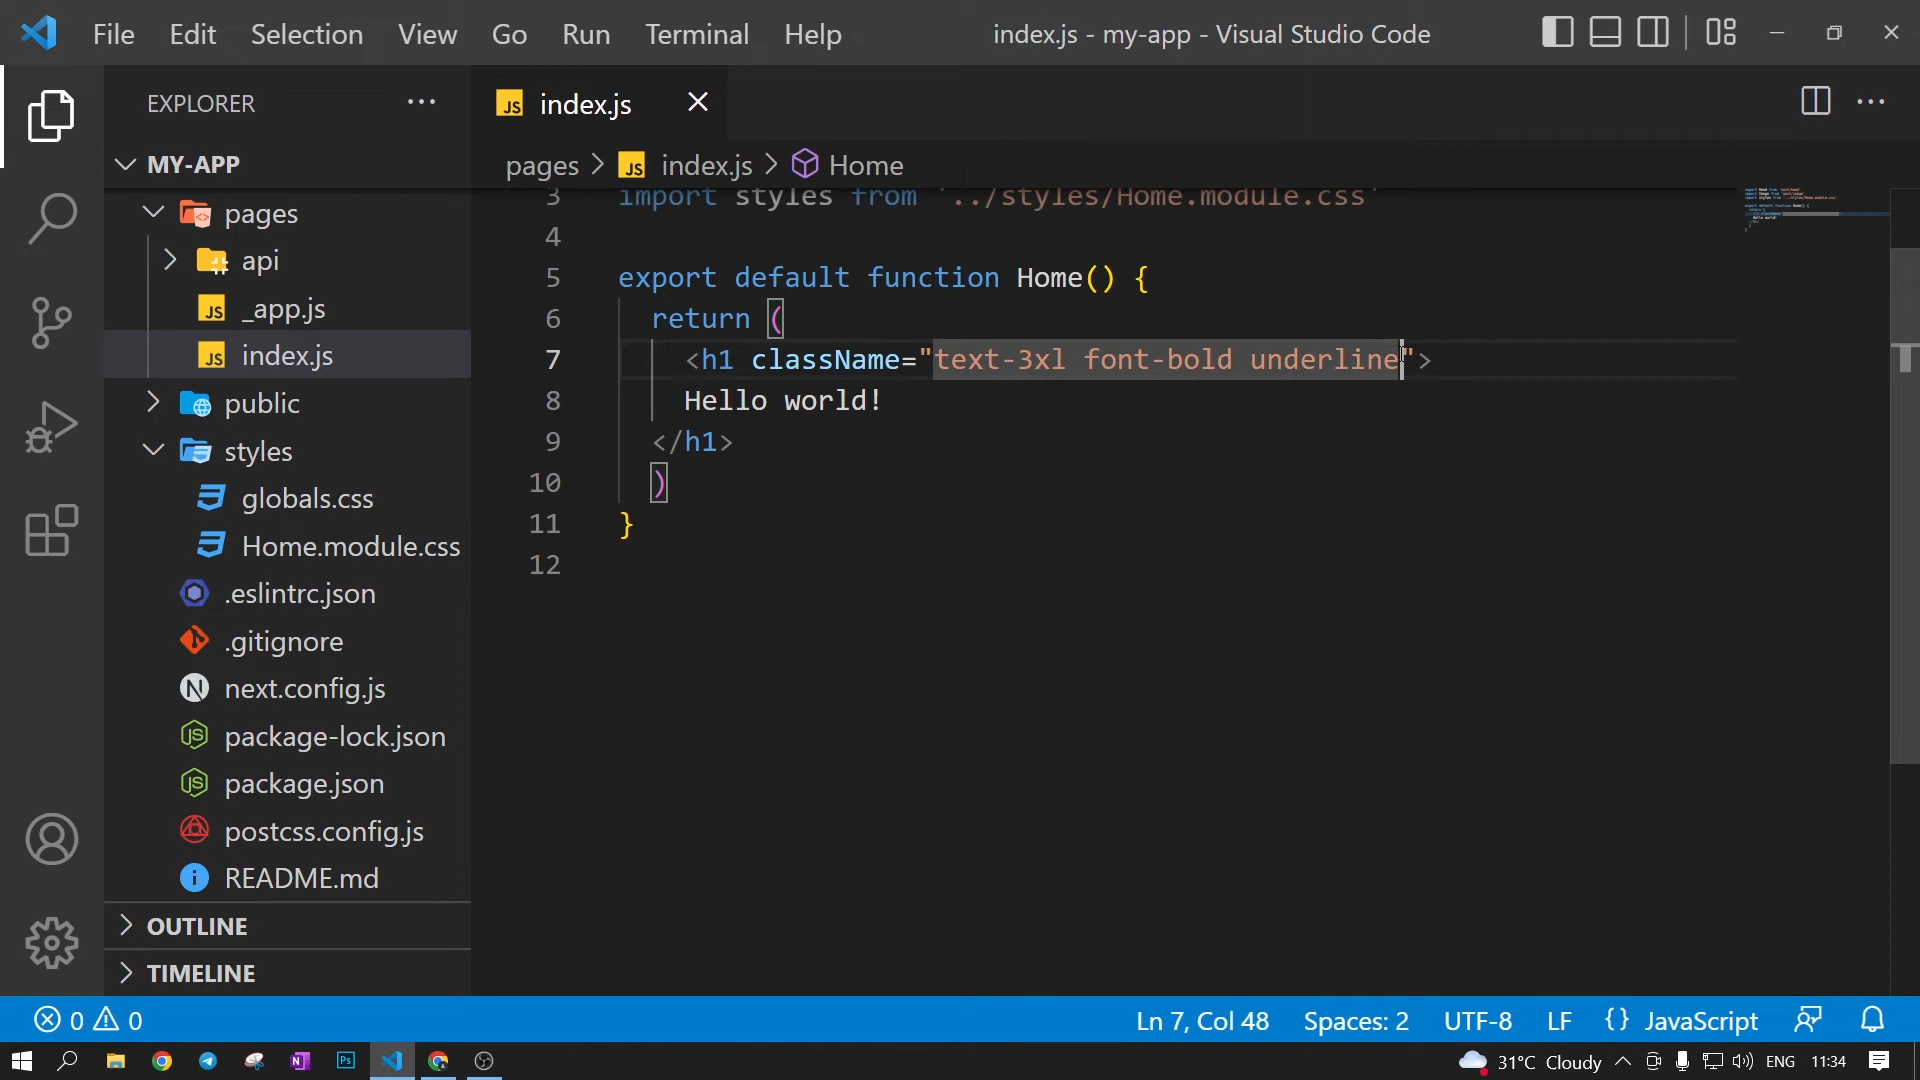 File Edit Selection View Go Run Terminal Help index.js - my-app - Visual Studio Code
EXPLORER
MY-APP
pages
api
_app.js
index.js
public
styles
globals.css
Home.module.css
.eslintrc.json
.gitignore
next.config.js
package-lock.json
package.json
postcss.config.js
README.md
OUTLINE
TIMELINE
JS index.js
pages > JS index.js > Home
3 import styles from '../styles/Home.module.css'
4
5 export default function Home() {
6 return (
7 <h1 className="text-3xl font-bold underline">
8 Hello world!
9 </h1>
10 )
11 }
12
0 0 Ln 7, Col 48 Spaces: 2 UTF-8 LF {} JavaScript
31°C Cloudy ENG 11:34